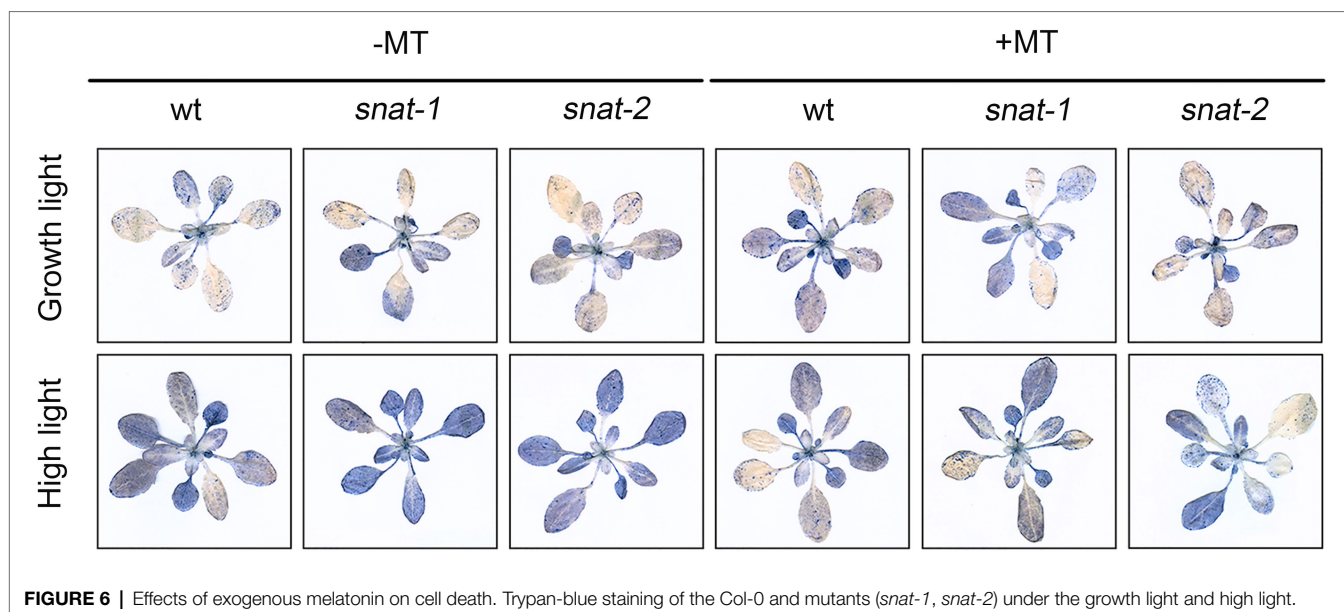 -MT +MT
wt snat-1 snat-2 wt snat-1 snat-2
Growth light
High light
FIGURE 6 | Effects of exogenous melatonin on cell death. Trypan-blue staining of the Col-0 and mutants (snat-1, snat-2) under the growth light and high light.